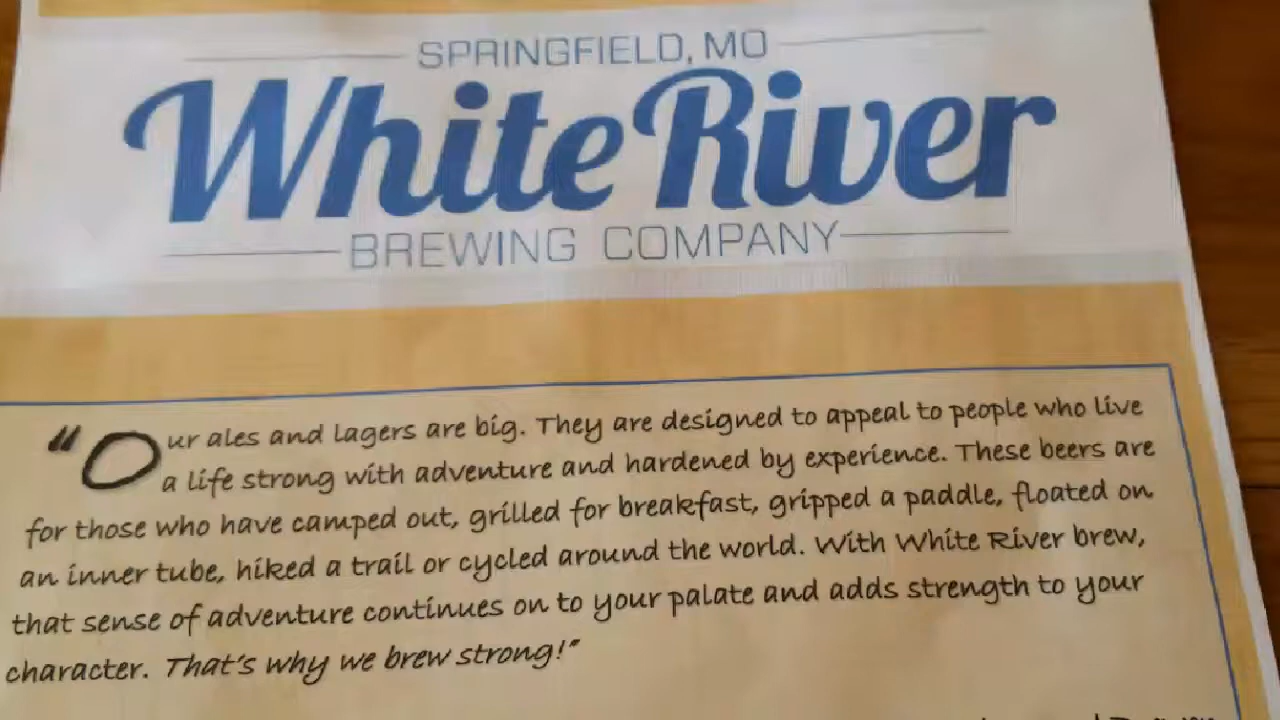 SPRINGFIELD, MO
White River
BREWING COMPANY
"Our ales and lagers are big. They are designed to appeal to people who live
a life strong with adventure and hardened by experience. These beers are
for those who have camped out, grilled for breakfast, gripped a paddle, floated on
an inner tube, hiked a trail or cycled around the world. With White River brew,
that sense of adventure continues on to your palate and adds strength to your
character. That's why we brew strong!"